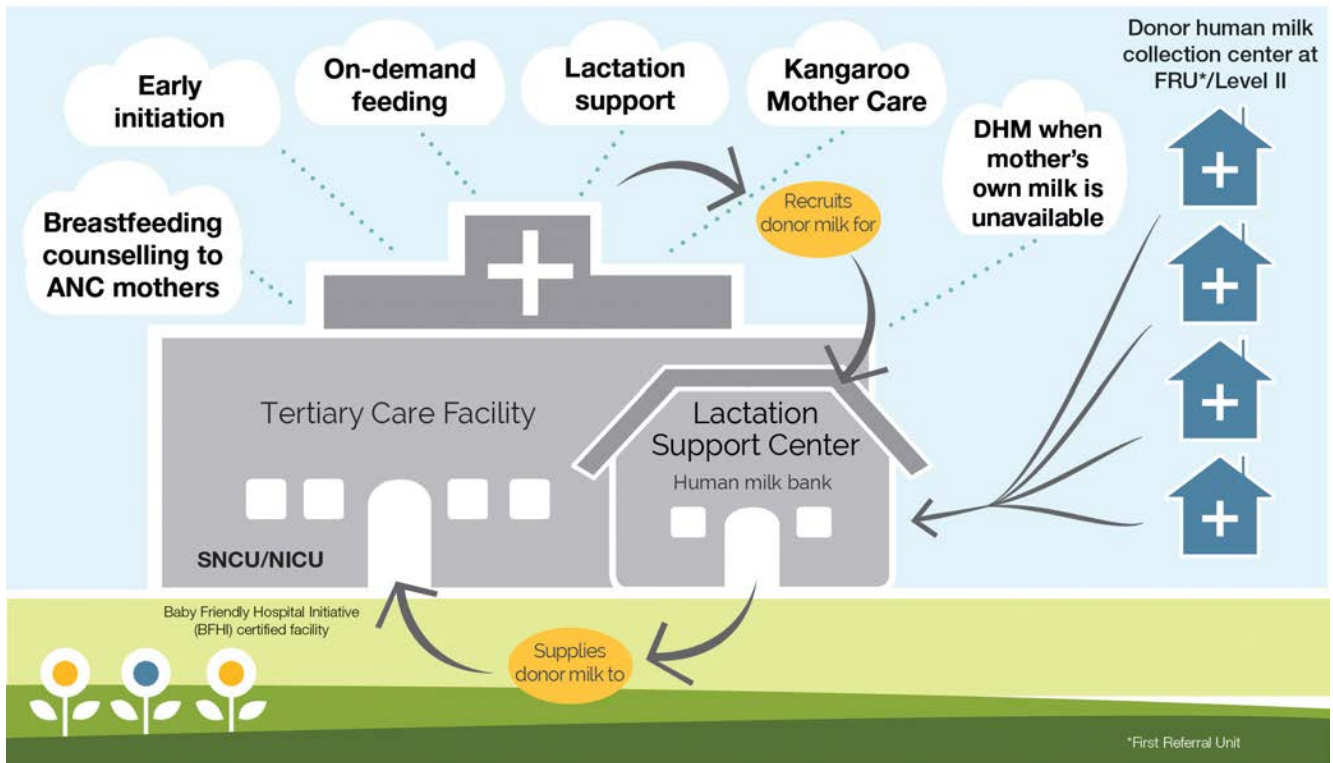 Early
initiation
On-demand
feeding
Lactation
support
Kangaroo
Mother Care
Donor human milk
collection center at
FRU*/Level II
DHM when
mother's
own milk is
unavailable
Breastfeeding
counselling to
ANC mothers
Recruits
donor milk for
Tertiary Care Facility
Lactation
Support Center
Human milk bank
SNCU/NICU
Baby Friendly Hospital Initiative
(BFHI) certified facility
Supplies
donor milk to
*First Referral Unit